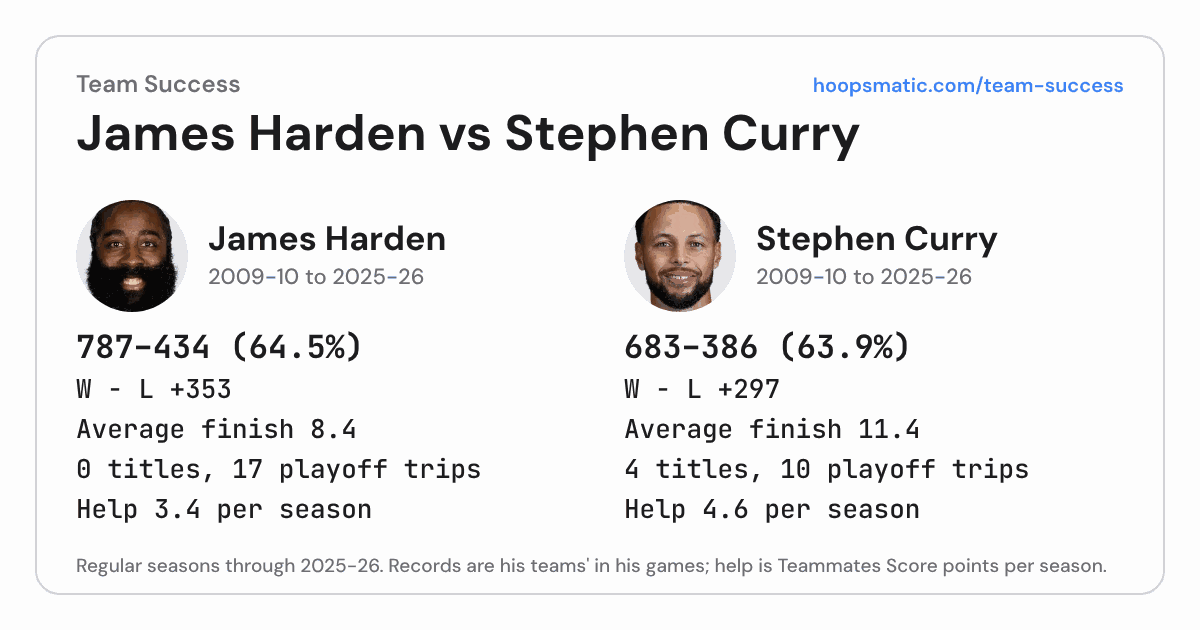 Team Success
hoopsmatic.com/team-success
James Harden vs Stephen Curry
James Harden
2009-10 to 2025-26
787-434 (64.5%)
W - L +353
Average finish 8.4
0 titles, 17 playoff trips
Help 3.4 per season
Stephen Curry
2009-10 to 2025-26
683-386 (63.9%)
W - L +297
Average finish 11.4
4 titles, 10 playoff trips
Help 4.6 per season
Regular seasons through 2025-26. Records are his teams' in his games; help is Teammates Score points per season.